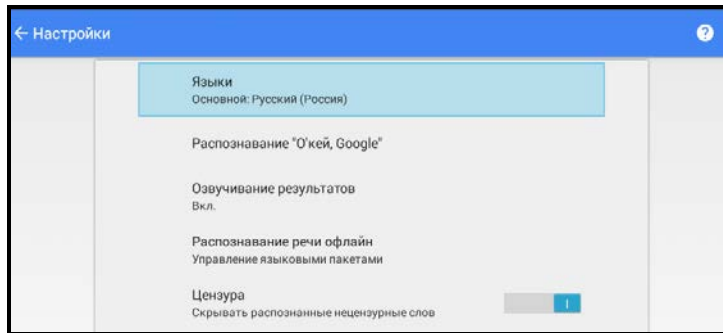 ← Настройки
?
Языки
Основной: Русский (Россия)
Распознавание "О'кей, Google"
Озвучивание результатов
Вкл.
Распознавание речи офлайн
Управление языковыми пакетами
Цензура
Скрывать распознанные нецензурные слов